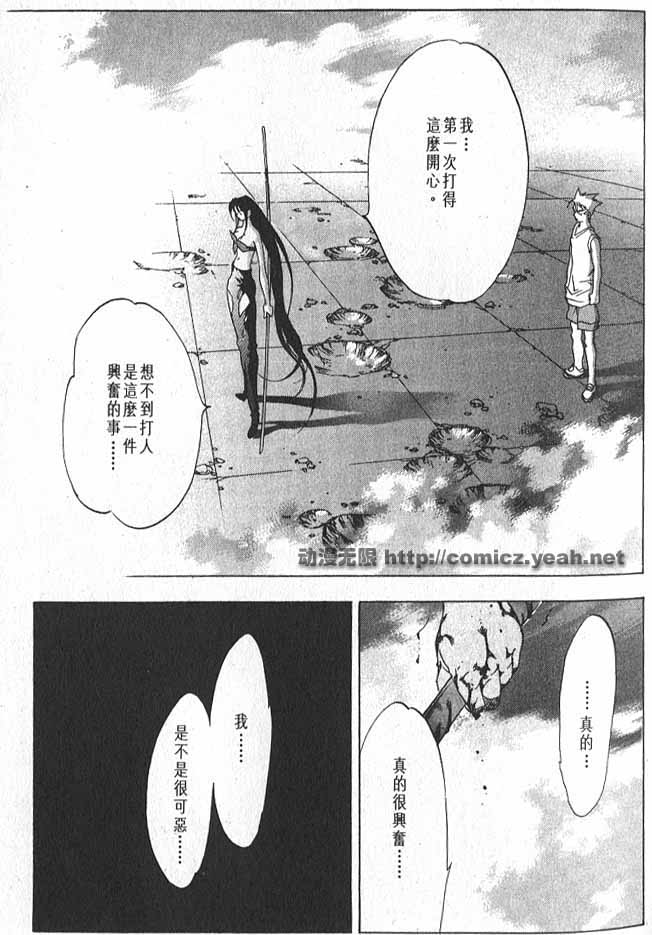 我…
第一次打得
這麼開心。
想不到打人
是這麼一件
興奮的事……
动漫无限 http://comicz.yeah.net
……真的…
真的很興奮……
我…
是不是很可惡……